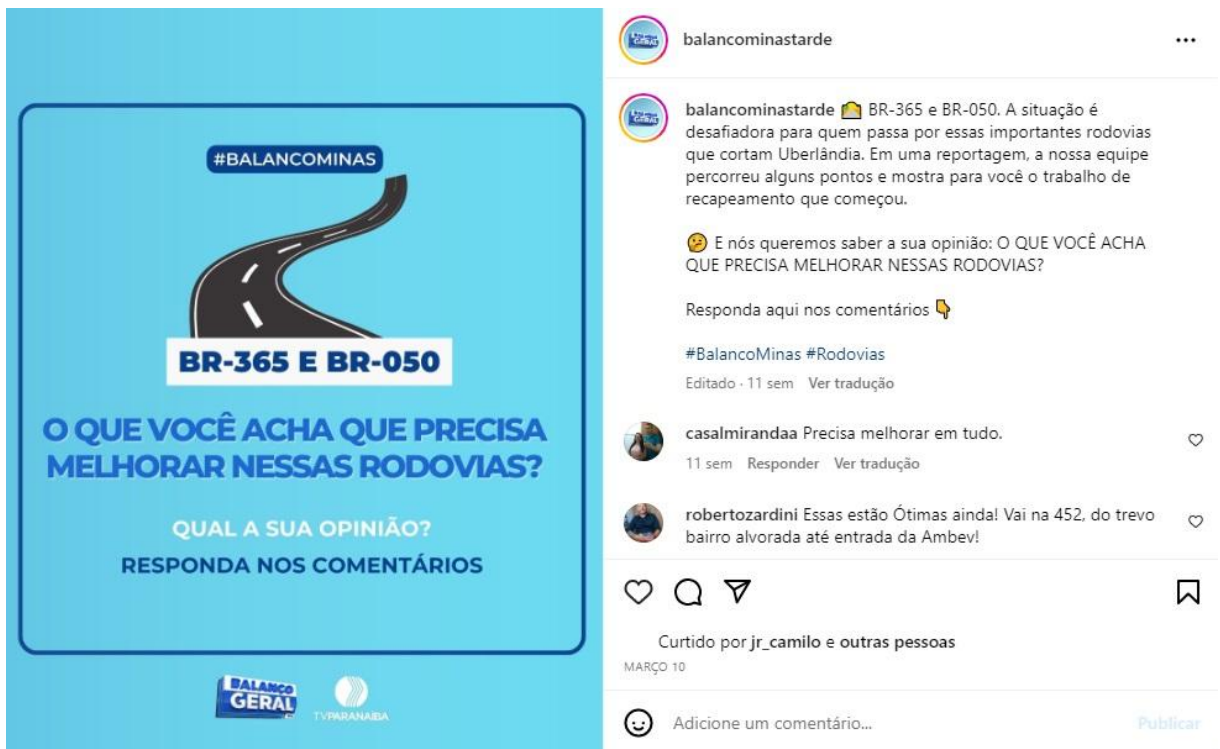 #BALANCOMINAS
BR-365 E BR-050
O QUE VOCÊ ACHA QUE PRECISA
MELHORAR NESSAS RODOVIAS?
QUAL A SUA OPINIÃO?
RESPONDA NOS COMENTÁRIOS
BALANÇO
GERAL
TVPARANAÍBA
balancominastarde
balancominastarde BR-365 e BR-050. A situação é
desafiadora para quem passa por essas importantes rodovias
que cortam Uberlândia. Em uma reportagem, a nossa equipe
percorreu alguns pontos e mostra para você o trabalho de
recapeamento que começou.
E nós queremos saber a sua opinião: O QUE VOCÊ ACHA
QUE PRECISA MELHORAR NESSAS RODOVIAS?
Responda aqui nos comentários
#BalancoMinas #Rodovias
Editado · 11 sem Ver tradução
casalmirandaa Precisa melhorar em tudo.
11 sem Responder Ver tradução
robertozardini Essas estão Ótimas ainda! Vai na 452, do trevo
bairro alvorada até entrada da Ambev!
Curtido por jr_camilo e outras pessoas
MARÇO 10
Adicione um comentário...
Publicar